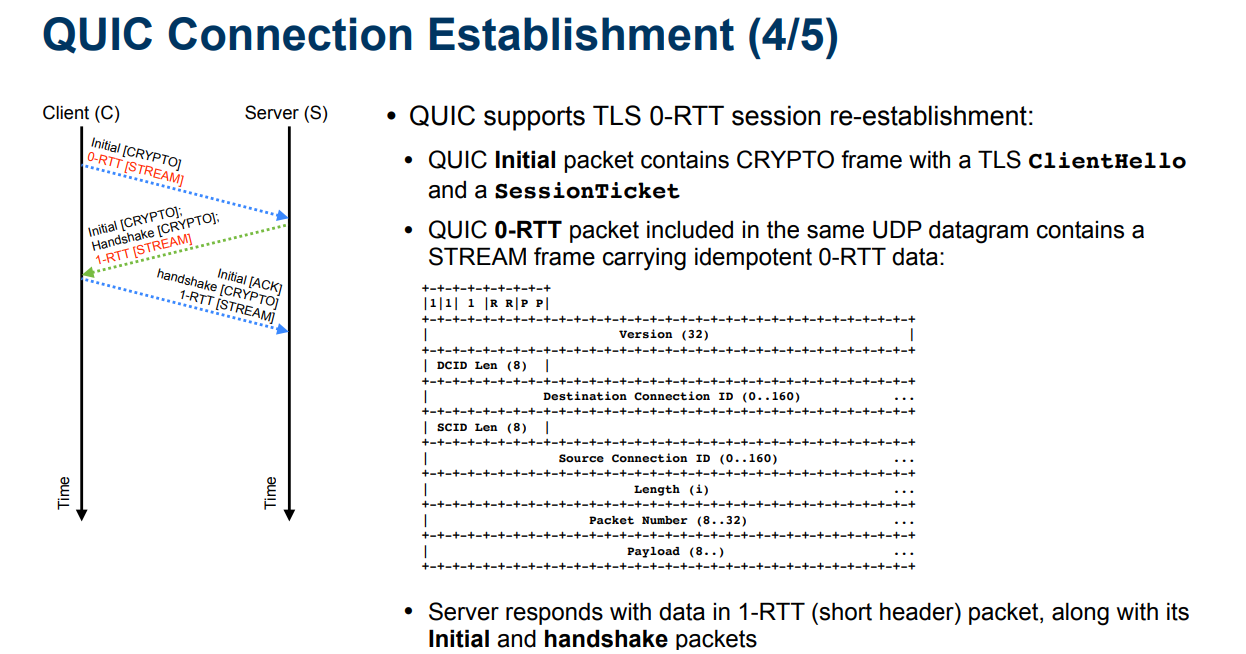 QUIC Connection Establishment (4/5)
Client (C)
Server (S)
Initial [CRYPTO]
0-RTT [STREAM]
Initial [CRYPTO];
Handshake [CRYPTO];
1-RTT [STREAM]
Initial [ACK]
handshake [CRYPTO]
1-RTT [STREAM]
Time
Time
• QUIC supports TLS 0-RTT session re-establishment:
• QUIC Initial packet contains CRYPTO frame with a TLS ClientHello
and a SessionTicket
• QUIC 0-RTT packet included in the same UDP datagram contains a
STREAM frame carrying idempotent 0-RTT data:
+-+-+-+-+-+-+-+-+
|1|1| 1 |R R|P P|
+-+-+-+-+-+-+-+-+-+-+-+-+-+-+-+-+-+-+-+-+-+-+-+-+-+-+-+-+-+-+-+-+
|                         Version (32)                          |
+-+-+-+-+-+-+-+-+-+-+-+-+-+-+-+-+-+-+-+-+-+-+-+-+-+-+-+-+-+-+-+-+
| DCID Len (8)  |
+-+-+-+-+-+-+-+-+-+-+-+-+-+-+-+-+-+-+-+-+-+-+-+-+-+-+-+-+-+-+-+-+
|               Destination Connection ID (0..160)            ...
+-+-+-+-+-+-+-+-+-+-+-+-+-+-+-+-+-+-+-+-+-+-+-+-+-+-+-+-+-+-+-+-+
| SCID Len (8)  |
+-+-+-+-+-+-+-+-+-+-+-+-+-+-+-+-+-+-+-+-+-+-+-+-+-+-+-+-+-+-+-+-+
|                 Source Connection ID (0..160)               ...
+-+-+-+-+-+-+-+-+-+-+-+-+-+-+-+-+-+-+-+-+-+-+-+-+-+-+-+-+-+-+-+-+
|                           Length (i)                        ...
+-+-+-+-+-+-+-+-+-+-+-+-+-+-+-+-+-+-+-+-+-+-+-+-+-+-+-+-+-+-+-+-+
|                     Packet Number (8..32)                   ...
+-+-+-+-+-+-+-+-+-+-+-+-+-+-+-+-+-+-+-+-+-+-+-+-+-+-+-+-+-+-+-+-+
|                          Payload (8..)                      ...
+-+-+-+-+-+-+-+-+-+-+-+-+-+-+-+-+-+-+-+-+-+-+-+-+-+-+-+-+-+-+-+-+
• Server responds with data in 1-RTT (short header) packet, along with its
Initial and handshake packets